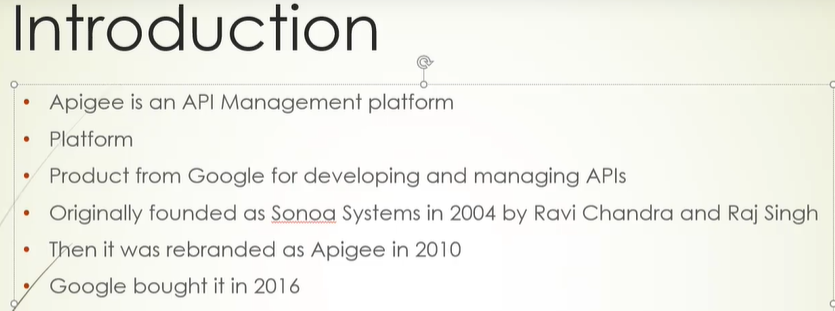 Introduction
• Apigee is an API Management platform
• Platform
• Product from Google for developing and managing APIs
• Originally founded as Sonoa Systems in 2004 by Ravi Chandra and Raj Singh
• Then it was rebranded as Apigee in 2010
• Google bought it in 2016